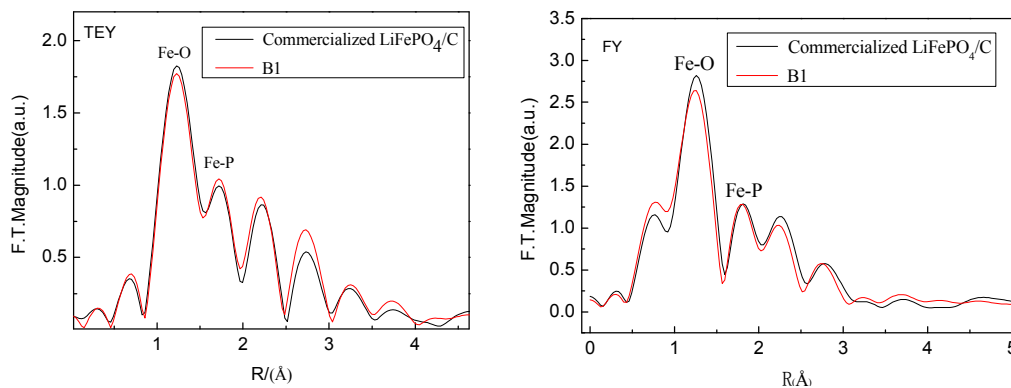 TEY
Fe-O
Fe-P
Commercialized LiFePO4/C
B1
2.0
1.5
1.0
0.5
F.T.Magnitude(a.u.)
0 1 2 3 4
R/(Å)
FY
Fe-O
Fe-P
Commercialized LiFePO4/C
B1
3.5
3.0
2.5
2.0
1.5
1.0
0.5
0.0
F.T.Magnitude(a.u.)
0 1 2 3 4 5
R(Å)